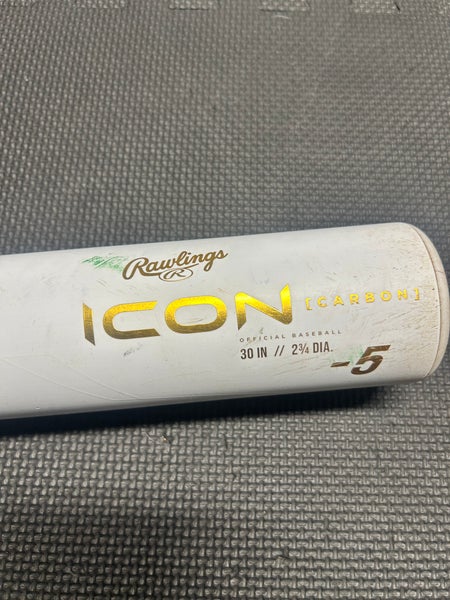 Rawlings
R
ICON [CARBON]
OFFICIAL BASEBALL
30 IN // 2¾ DIA. -5